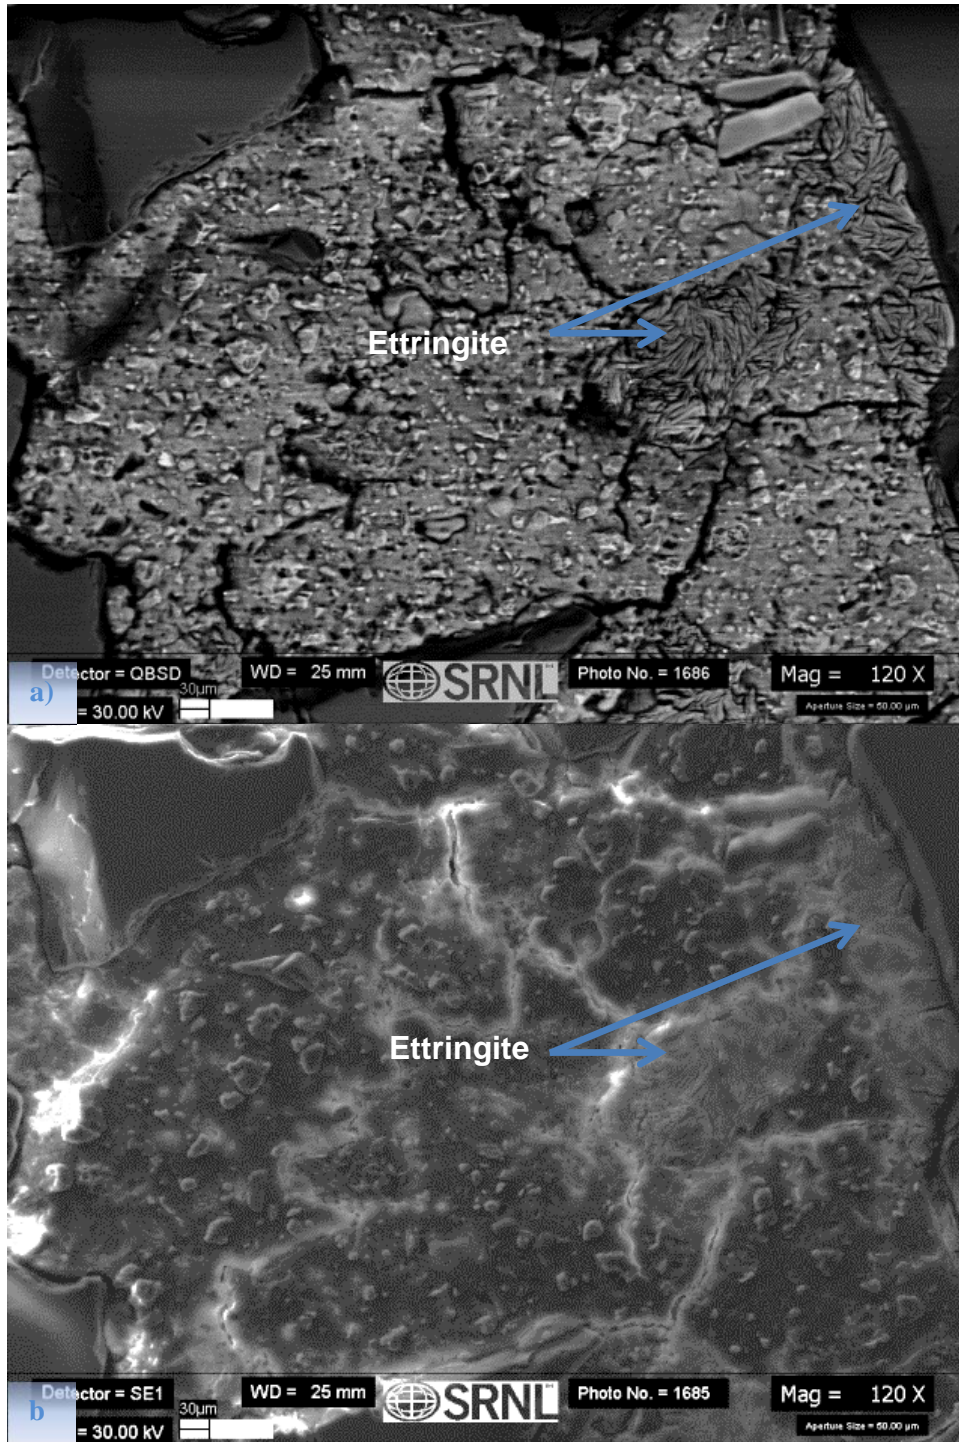 Ettringite
Detector = QBSD
WD = 25 mm
SRNL
Photo No. = 1686
Mag = 120 X
a)
= 30.00 kV
30µm
Aperture Size = 60.00 µm
Ettringite
Detector = SE1
WD = 25 mm
SRNL
Photo No. = 1685
Mag = 120 X
b
= 30.00 kV
30µm
Aperture Size = 60.00 µm